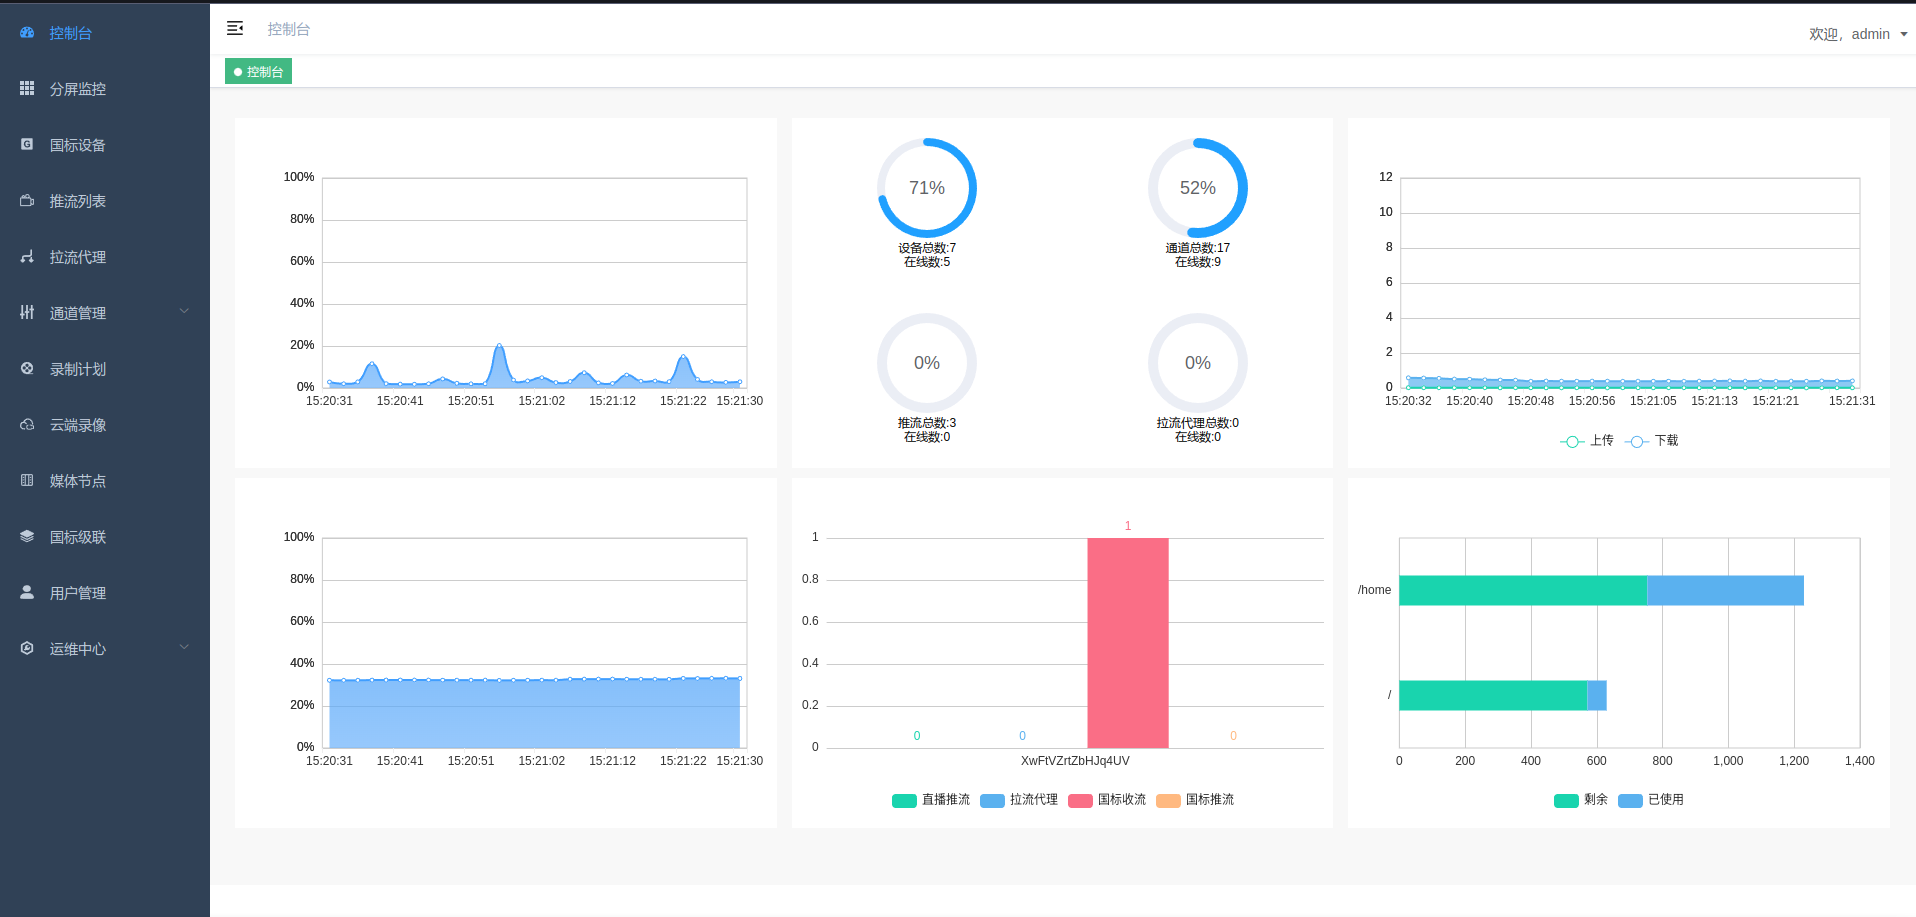 控制台
分屏监控
国标设备
推流列表
拉流代理
通道管理
录制计划
云端录像
媒体节点
国标级联
用户管理
运维中心
控制台
欢迎，admin
控制台
100%
80%
60%
40%
20%
0%
15:20:31 15:20:41 15:20:51 15:21:02 15:21:12 15:21:22 15:21:30
71%
设备总数:7
在线数:5
52%
通道总数:17
在线数:9
0%
推流总数:3
在线数:0
0%
拉流代理总数:0
在线数:0
12
10
8
6
4
2
0
15:20:32 15:20:40 15:20:48 15:20:56 15:21:05 15:21:13 15:21:21 15:21:31
上传 下载
100%
80%
60%
40%
20%
0%
15:20:31 15:20:41 15:20:51 15:21:02 15:21:12 15:21:22 15:21:30
1
1
0.8
0.6
0.4
0.2
0
0 0 0
XwFtVZrtZbHJq4UV
直播推流 拉流代理 国标收流 国标推流
/home
/
0 200 400 600 800 1,000 1,200 1,400
剩余 已使用